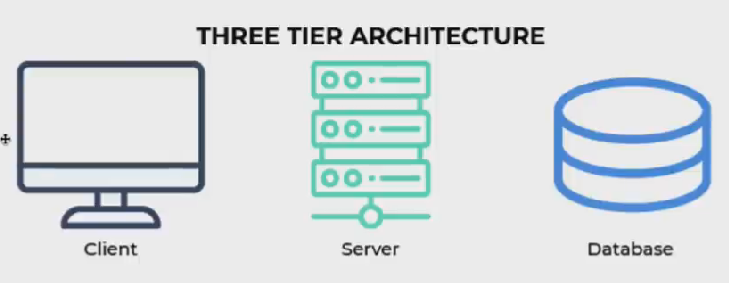 THREE TIER ARCHITECTURE
Client
Server
Database